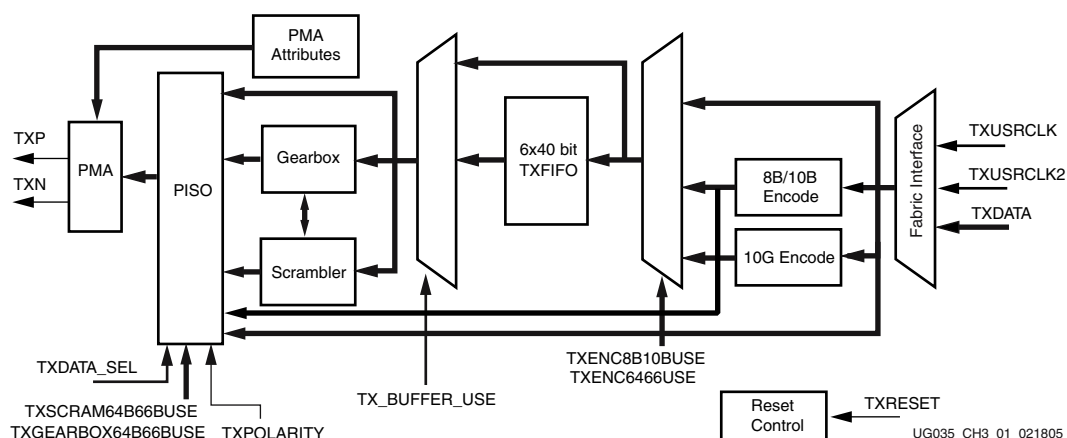 PMA
Attributes
TXP
TXN
PMA
PISO
Gearbox
Scrambler
6x40 bit
TXFIFO
8B/10B
Encode
10G Encode
Fabric Interface
TXUSRCLK
TXUSRCLK2
TXDATA
TXDATA_SEL
TXSCRAM64B66BUSE
TXGEARBOX64B66BUSE
TXPOLARITY
TX_BUFFER_USE
TXENC8B10BUSE
TXENC6466USE
Reset
Control
TXRESET
UG035_CH3_01_021805